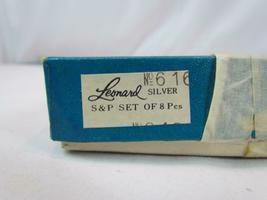 № 616
Leonard SILVER
S & P SET OF 8 Pcs